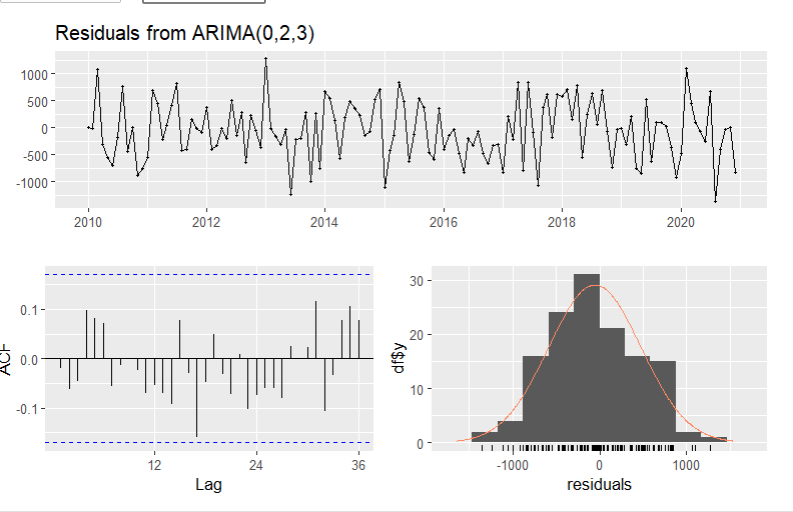 Residuals from ARIMA(0,2,3)
1000
500
0
-500
-1000
2010 2012 2014 2016 2018 2020
ACF
0.1
0.0
-0.1
12 24 36
Lag
df$y
30
20
10
0
-1000 0 1000
residuals